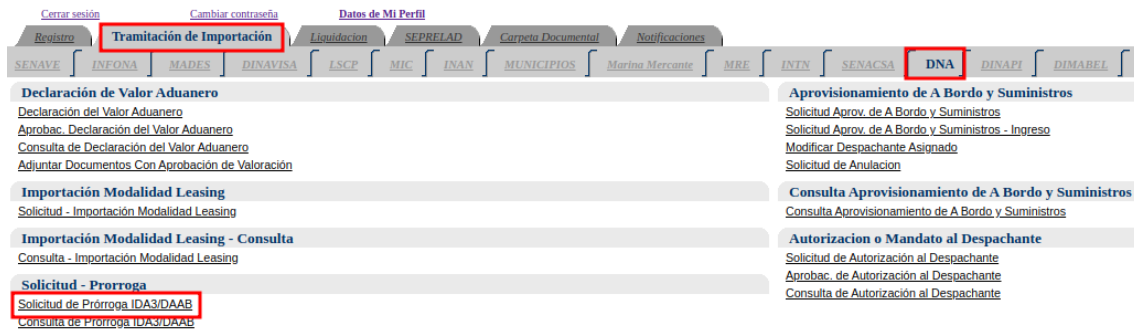 Cerrar sesión Cambiar contraseña Datos de Mi Perfil
Registro Tramitación de Importación Liquidacion SEPRELAD Carpeta Documental Notificaciones
SENAVE INFONA MADES DINAVISA LSCP MIC INAN MUNICIPIOS Marina Mercante MRE INTN SENACSA DNA DINAPI DIMABEL
Declaración de Valor Aduanero
Declaración del Valor Aduanero
Aprobac. Declaración del Valor Aduanero
Consulta de Declaración del Valor Aduanero
Adjuntar Documentos Con Aprobación de Valoración
Importación Modalidad Leasing
Solicitud - Importación Modalidad Leasing
Importación Modalidad Leasing - Consulta
Consulta - Importación Modalidad Leasing
Solicitud - Prorroga
Solicitud de Prórroga IDA3/DAAB
Consulta de Prorroga IDA3/DAAB
Aprovisionamiento de A Bordo y Suministros
Solicitud Aprov. de A Bordo y Suministros
Solicitud Aprov. de A Bordo y Suministros - Ingreso
Modificar Despachante Asignado
Solicitud de Anulacion
Consulta Aprovisionamiento de A Bordo y Suministros
Consulta Aprovisionamiento de A Bordo y Suministros
Autorizacion o Mandato al Despachante
Solicitud de Autorización al Despachante
Aprobac. de Autorización al Despachante
Consulta de Autorización al Despachante